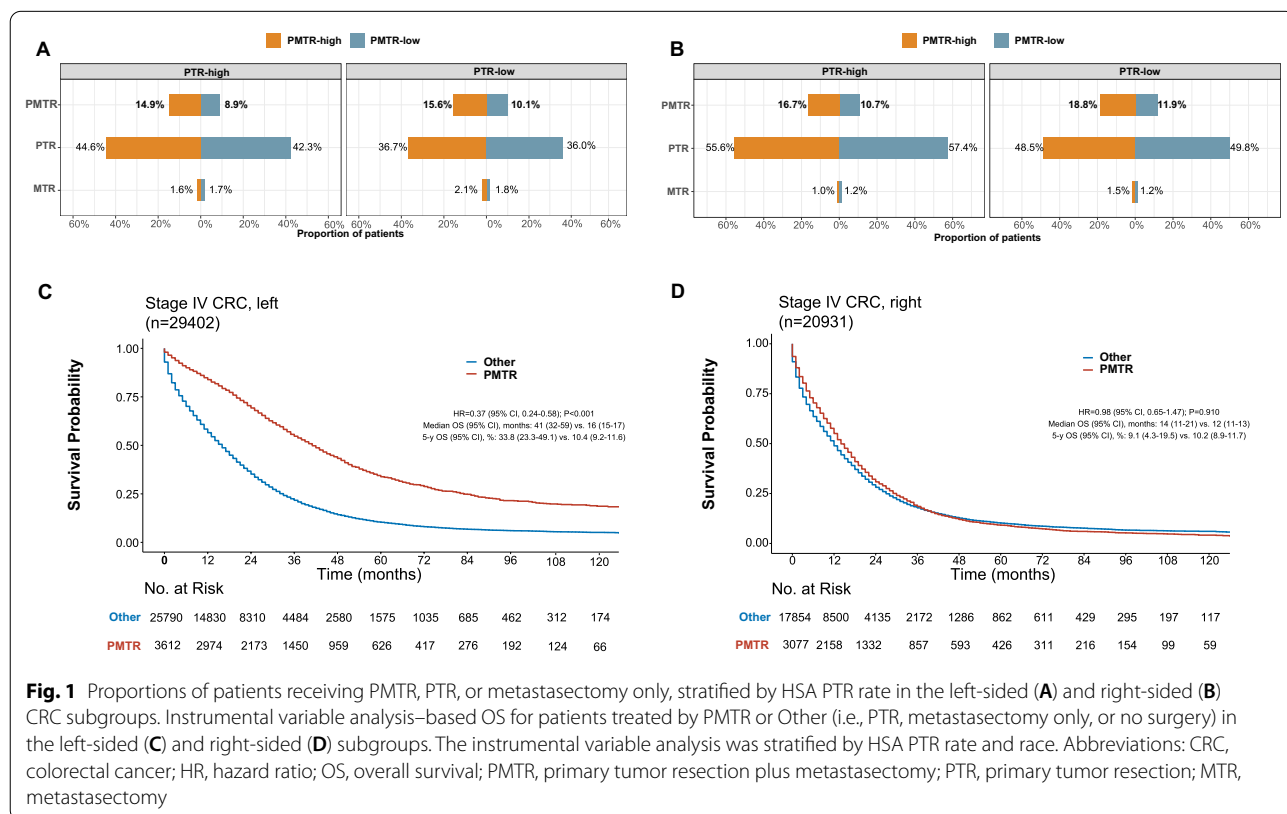 A
PMTR-high PMTR-low
PTR-high PTR-low
PMTR 14.9% 8.9% 15.6% 10.1%
PTR 44.6% 42.3% 36.7% 36.0%
MTR 1.6% 1.7% 2.1% 1.8%
60% 40% 20% 0% 20% 40% 60% 60% 40% 20% 0% 20% 40% 60%
Proportion of patients
B
PMTR-high PMTR-low
PTR-high PTR-low
PMTR 16.7% 10.7% 18.8% 11.9%
PTR 55.6% 57.4% 48.5% 49.8%
MTR 1.0% 1.2% 1.5% 1.2%
60% 40% 20% 0% 20% 40% 60% 60% 40% 20% 0% 20% 40% 60%
Proportion of patients
C
Stage IV CRC, left
(n=29402)
Survival Probability
1.00
0.75
0.50
0.25
0.00
Other
PMTR
HR=0.37 (95% CI, 0.24-0.58); P<0.001
Median OS (95% CI), months: 41 (32-59) vs. 16 (15-17)
5-y OS (95% CI), %: 33.8 (23.3-49.1) vs. 10.4 (9.2-11.6)
0 12 24 36 48 60 72 84 96 108 120
Time (months)
No. at Risk
Other 25790 14830 8310 4484 2580 1575 1035 685 462 312 174
PMTR 3612 2974 2173 1450 959 626 417 276 192 124 66
D
Stage IV CRC, right
(n=20931)
Survival Probability
1.00
0.75
0.50
0.25
0.00
Other
PMTR
HR=0.98 (95% CI, 0.65-1.47); P=0.910
Median OS (95% CI), months: 14 (11-21) vs. 12 (11-13)
5-y OS (95% CI), %: 9.1 (4.3-19.5) vs. 10.2 (8.9-11.7)
0 12 24 36 48 60 72 84 96 108 120
Time (months)
No. at Risk
Other 17854 8500 4135 2172 1286 862 611 429 295 197 117
PMTR 3077 2158 1332 857 593 426 311 216 154 99 59
Fig. 1 Proportions of patients receiving PMTR, PTR, or metastasectomy only, stratified by HSA PTR rate in the left-sided (A) and right-sided (B)
CRC subgroups. Instrumental variable analysis–based OS for patients treated by PMTR or Other (i.e., PTR, metastasectomy only, or no surgery) in
the left-sided (C) and right-sided (D) subgroups. The instrumental variable analysis was stratified by HSA PTR rate and race. Abbreviations: CRC,
colorectal cancer; HR, hazard ratio; OS, overall survival; PMTR, primary tumor resection plus metastasectomy; PTR, primary tumor resection; MTR,
metastasectomy